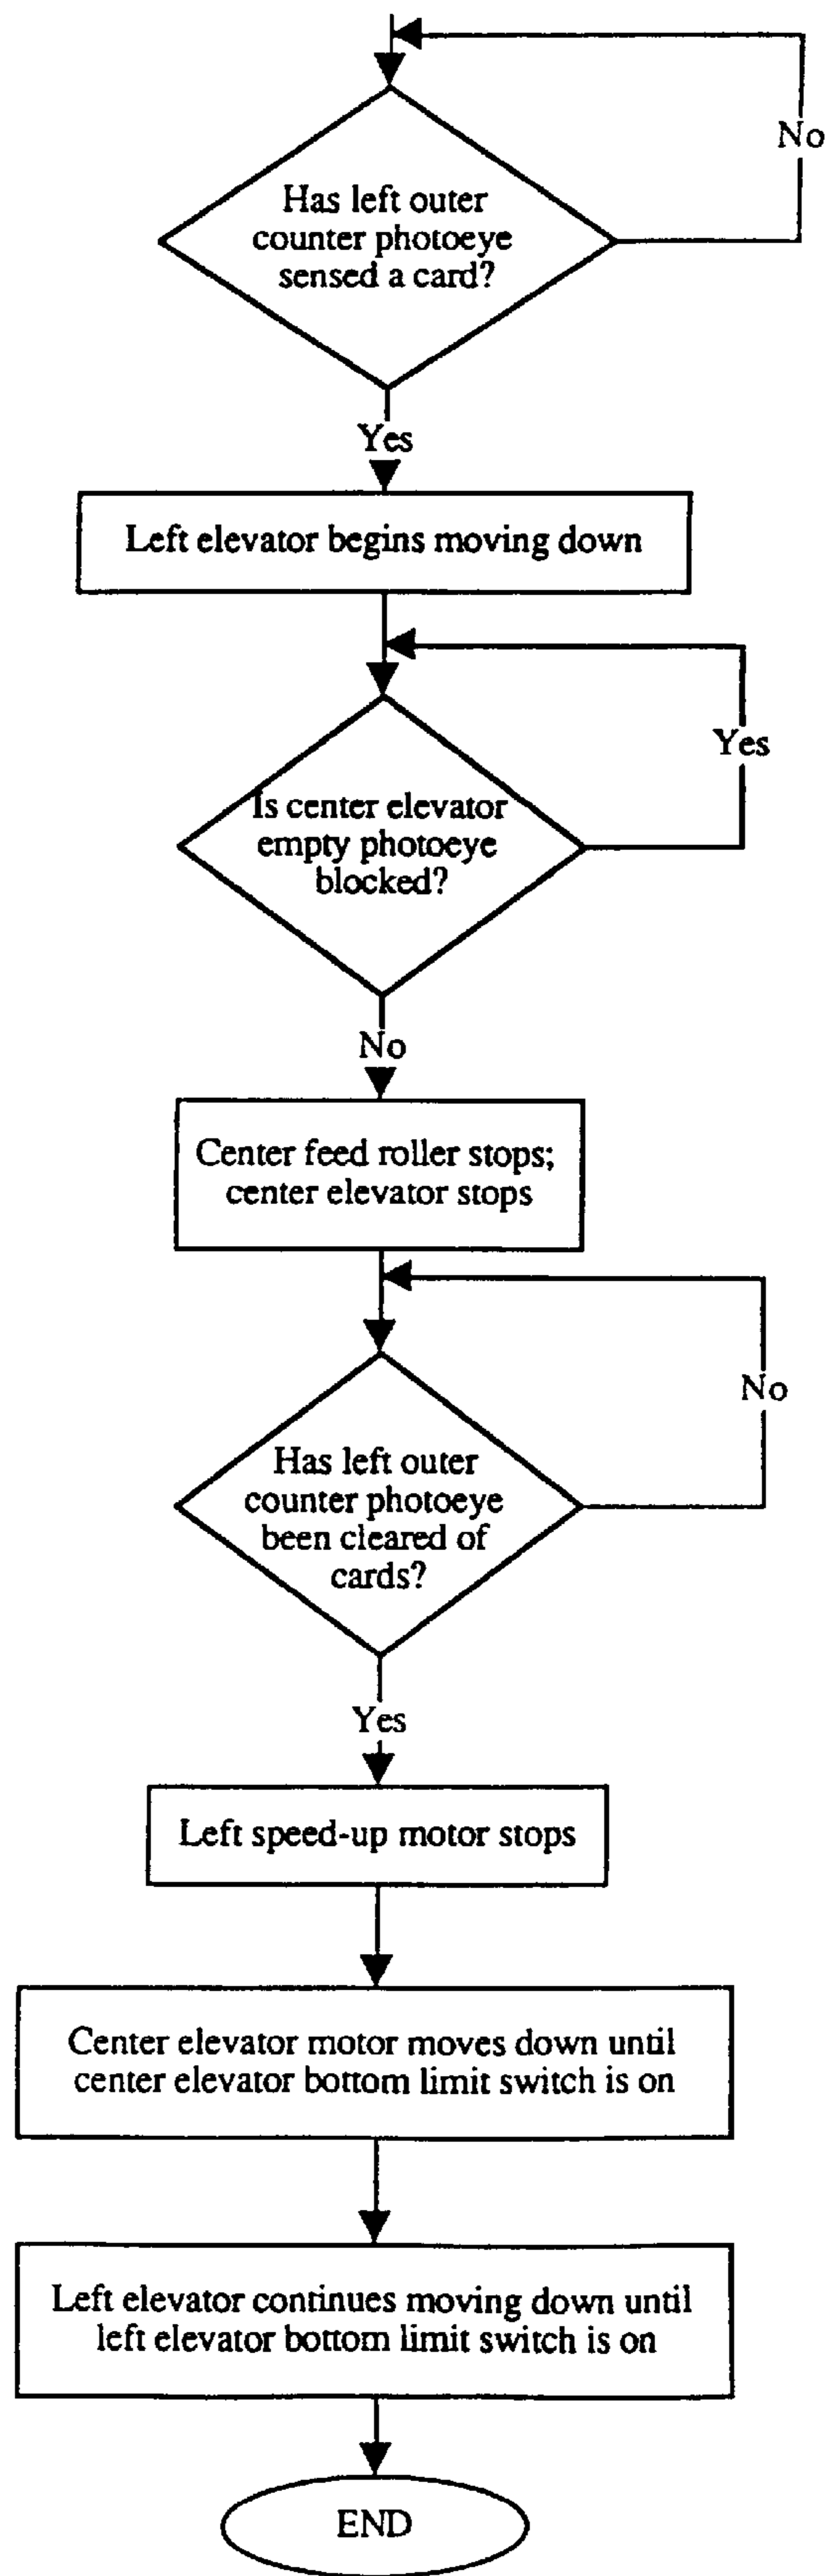 No
Has left outer
counter photoeye
sensed a card?
Yes
Left elevator begins moving down
Yes
Is center elevator
empty photoeye
blocked?
No
Center feed roller stops;
center elevator stops
No
Has left outer
counter photoeye
been cleared of
cards?
Yes
Left speed-up motor stops
Center elevator motor moves down until
center elevator bottom limit switch is on
Left elevator continues moving down until
left elevator bottom limit switch is on
END